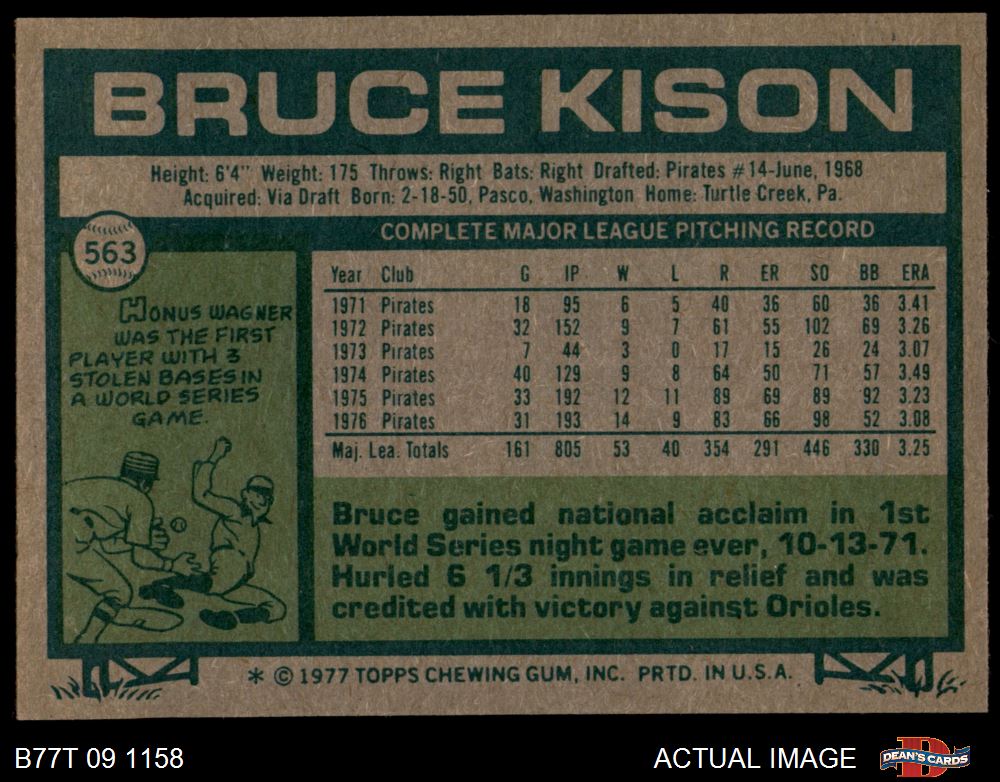 BRUCE KISON
Height: 6'4" Weight: 175 Throws: Right Bats: Right Drafted: Pirates #14-June, 1968
Acquired: Via Draft Born: 2-18-50, Pasco, Washington Home: Turtle Creek, Pa.
563
HONUS WAGNER
WAS THE FIRST
PLAYER WITH 3
STOLEN BASES IN
A WORLD SERIES
GAME.
COMPLETE MAJOR LEAGUE PITCHING RECORD
Year Club G IP W L R ER SO BB ERA
1971 Pirates 18 95 6 5 40 36 60 36 3.41
1972 Pirates 32 152 9 7 61 55 102 69 3.26
1973 Pirates 7 44 3 0 17 15 26 24 3.07
1974 Pirates 40 129 9 8 64 50 71 57 3.49
1975 Pirates 33 192 12 11 89 69 89 92 3.23
1976 Pirates 31 193 14 9 83 66 98 52 3.08
Maj. Lea. Totals 161 805 53 40 354 291 446 330 3.25
Bruce gained national acclaim in 1st
World Series night game ever, 10-13-71.
Hurled 6 1/3 innings in relief and was
credited with victory against Orioles.
* © 1977 TOPPS CHEWING GUM, INC. PRTD. IN U.S.A.
B77T 09 1158 ACTUAL IMAGE
DEAN'S CARDS